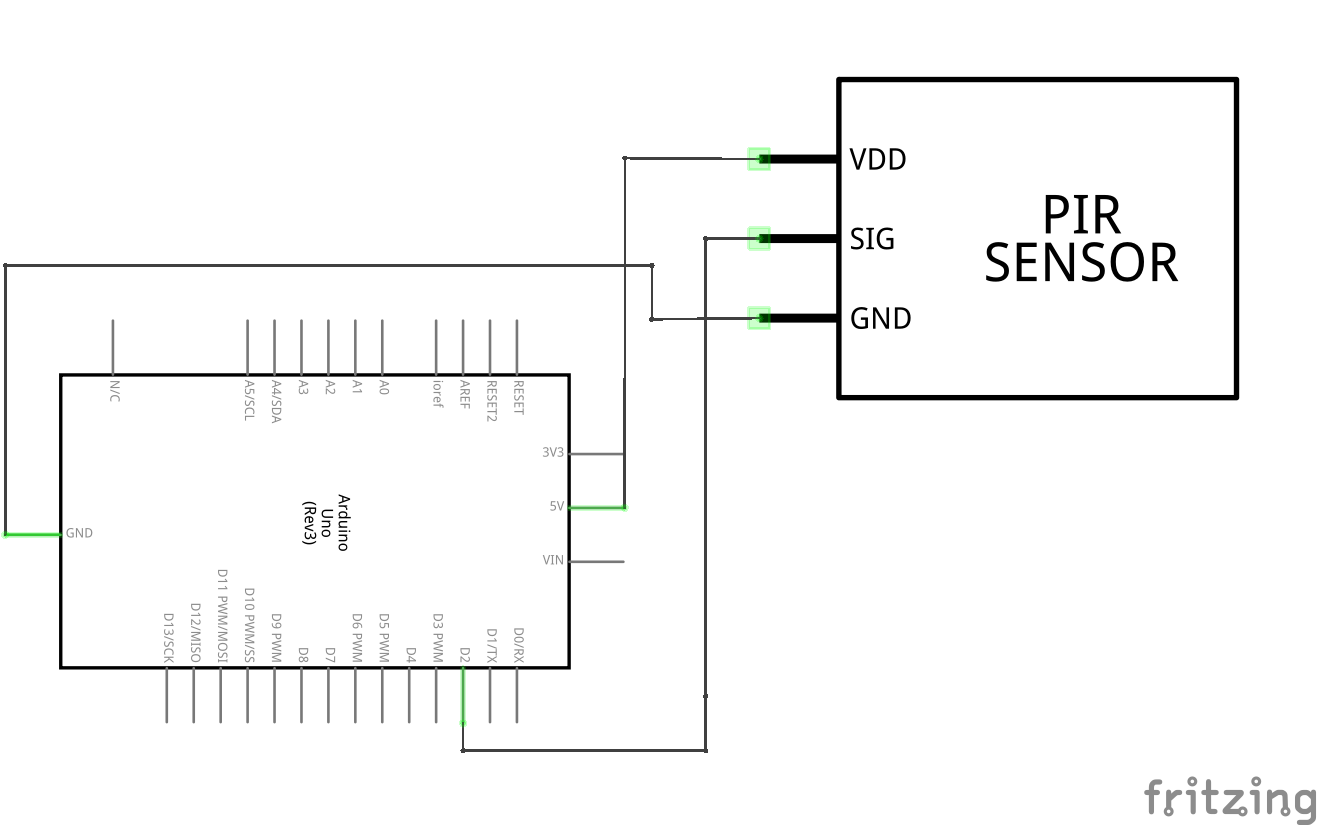 VDD
SIG
GND
PIR
SENSOR
N/C
A5/SCL
A4/SDA
A3
A2
A1
A0
ioref
AREF
RESET2
RESET
3V3
5V
VIN
GND
Arduino
Uno
(Rev3)
D13/SCK
D12/MISO
D11 PWM/MOSI
D10 PWM/SS
D9 PWM
D8
D7
D6 PWM
D5 PWM
D4
D3 PWM
D2
D1/TX
D0/RX
fritzing